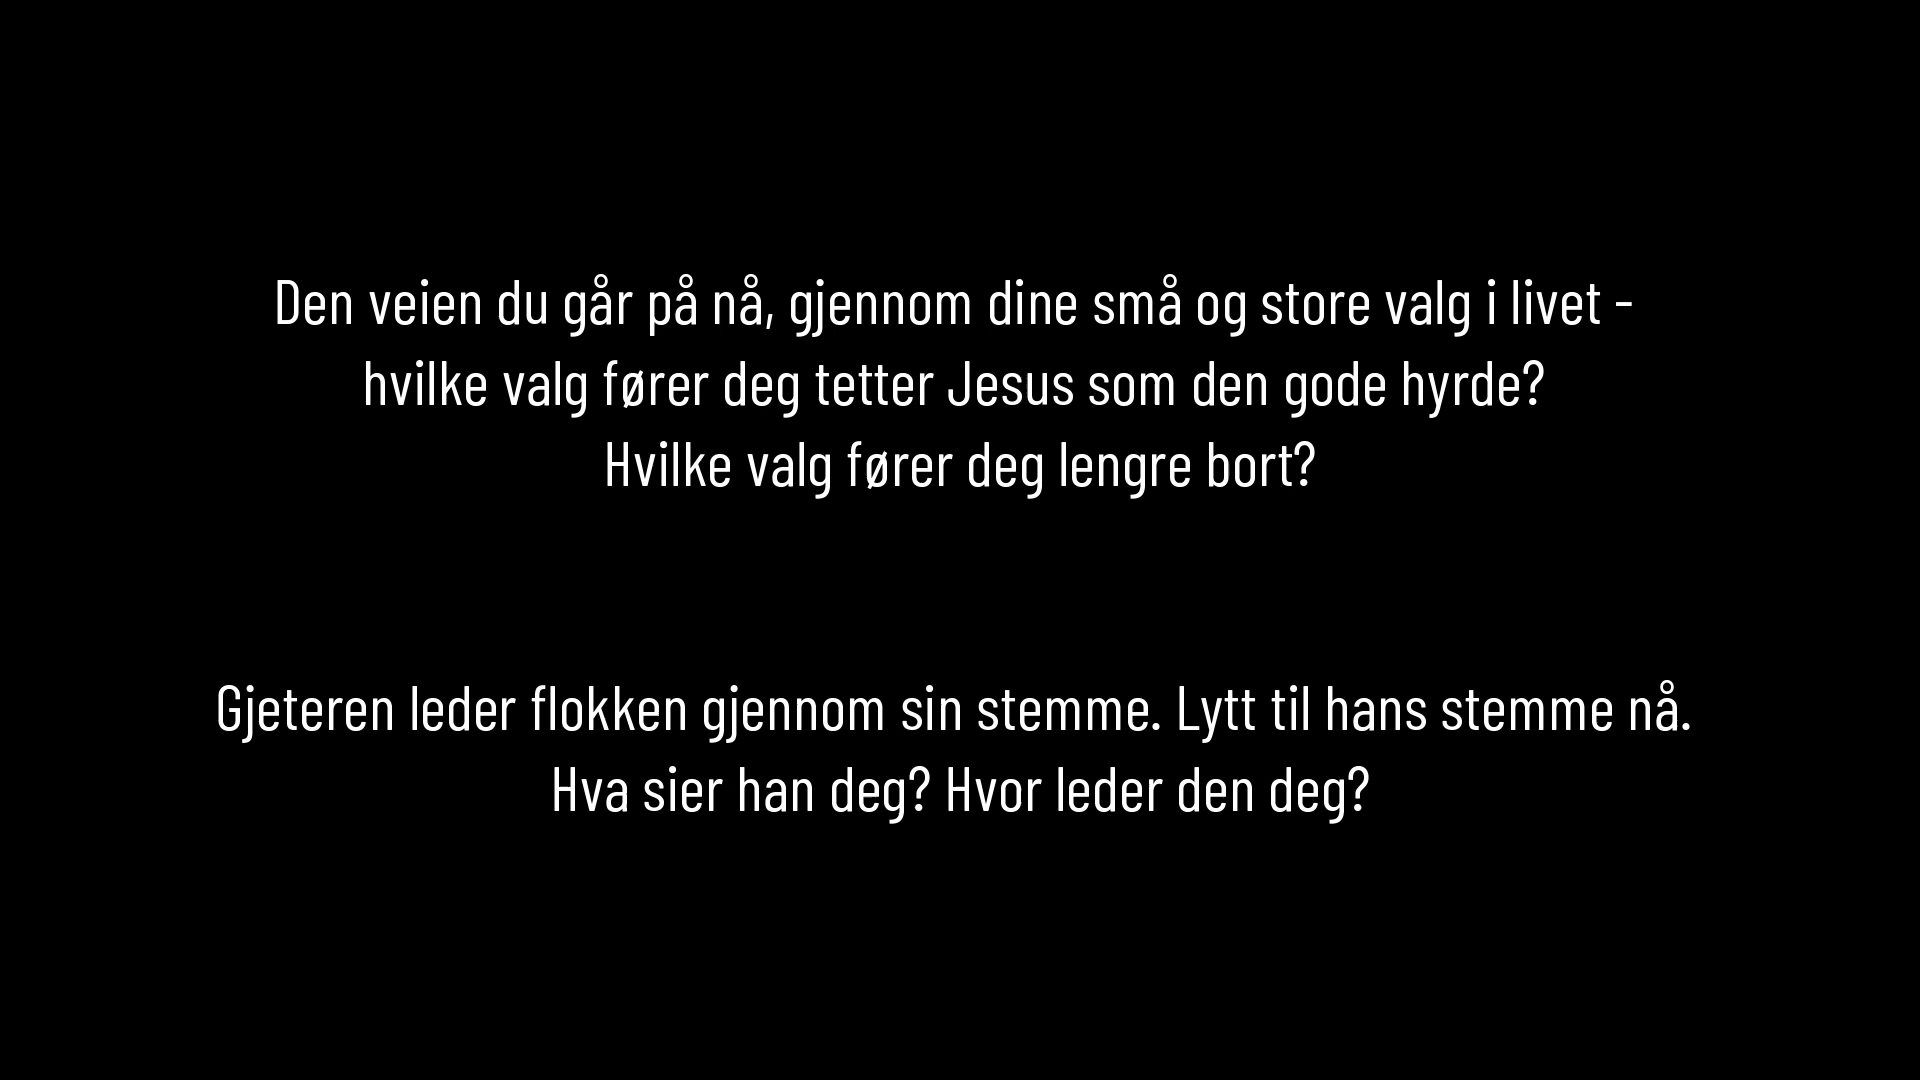 Den veien du går på nå, gjennom dine små og store valg i livet -
hvilke valg fører deg tetter Jesus som den gode hyrde?
Hvilke valg fører deg lengre bort?
Gjeteren leder flokken gjennom sin stemme. Lytt til hans stemme nå.
Hva sier han deg? Hvor leder den deg?